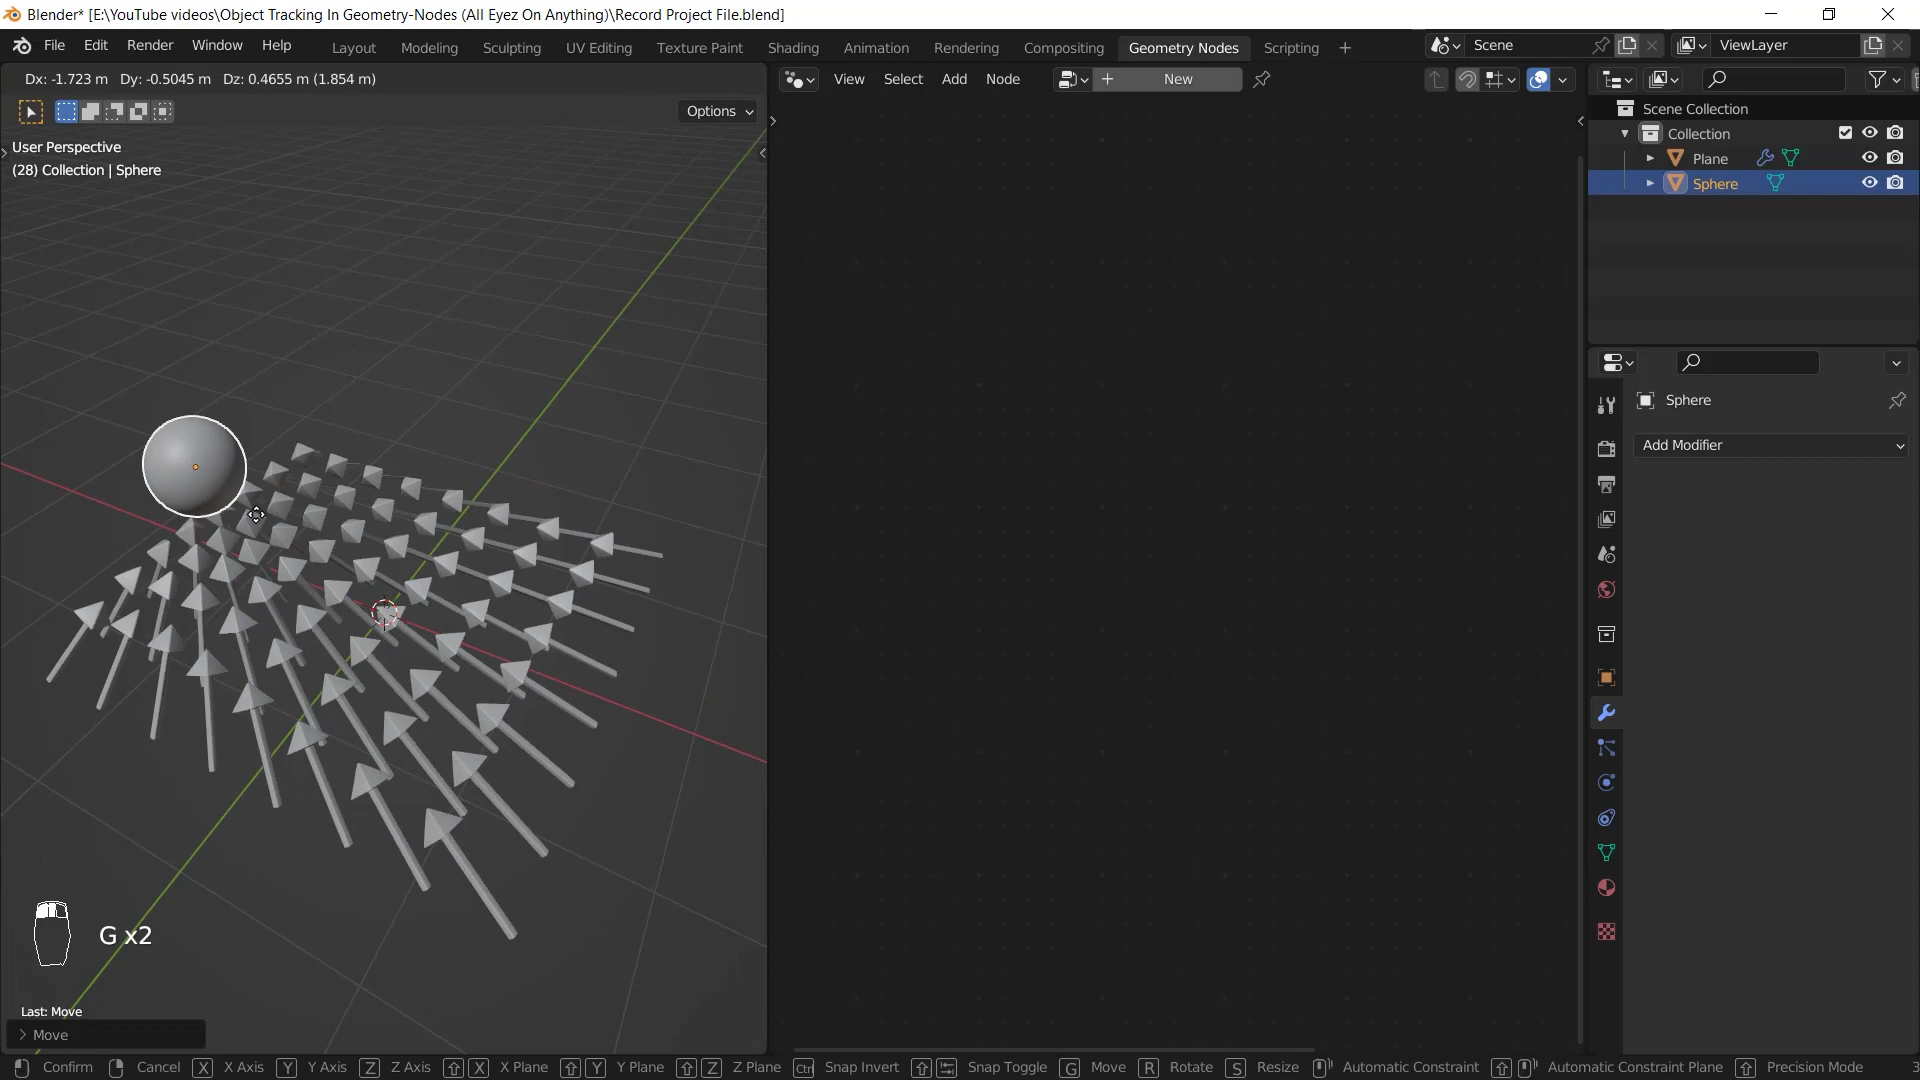 Blender* [E:\YouTube videos\Object Tracking In Geometry-Nodes (All Eyez On Anything)\Record Project File.blend]
File Edit Render Window Help Layout Modeling Sculpting UV Editing Texture Paint Shading Animation Rendering Compositing Geometry Nodes Scripting + Scene ViewLayer
Dx: -1.723 m Dy: -0.5045 m Dz: 0.4655 m (1.854 m) View Select Add Node + New
Options
Scene Collection
Collection
Plane
Sphere
User Perspective
(28) Collection | Sphere
Sphere
Add Modifier
G x2
Last: Move
Move
Confirm Cancel X X Axis Y Y Axis Z Z Axis X X Plane Y Y Plane Z Z Plane Ctrl Snap Invert Snap Toggle G Move R Rotate S Resize Automatic Constraint Automatic Constraint Plane Precision Mode 3